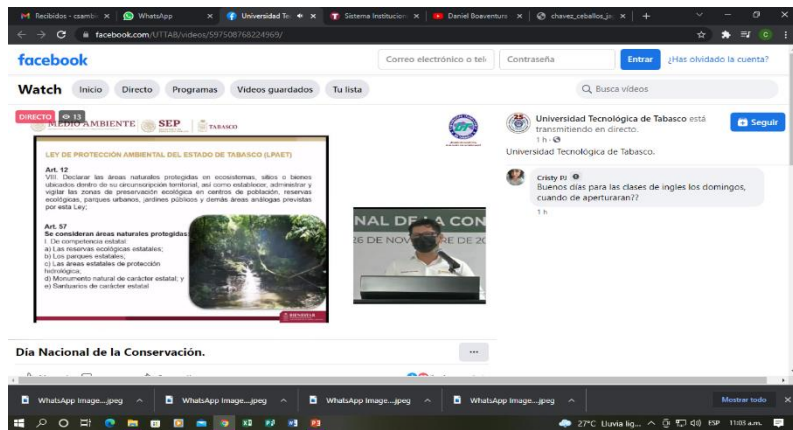 Recibidos - csambi
WhatsApp
Universidad Te
Sistema Institucion
Daniel Boaventura
chavez_ceballos_jaj
facebook.com/UTTAB/videos/597508768224969/
facebook
Correo electrónico o telé
Contraseña
Entrar
¿Has olvidado la cuenta?
Watch
Inicio
Directo
Programas
Vídeos guardados
Tu lista
Busca vídeos
DIRECTO
13
MEDIO AMBIENTE
SEP
TABASCO
LEY DE PROTECCIÓN AMBIENTAL DEL ESTADO DE TABASCO (LPAET)
Art. 12
VIII. Declarar las áreas naturales protegidas en ecosistemas, sitios o bienes
ubicados dentro de su circunscripción territorial, así como establecer, administrar y
vigilar las zonas de preservación ecológica en centros de población, reservas
ecológicas, parques urbanos, jardines públicos y demás áreas análogas previstas
por esta Ley;
Art. 57
Se consideran áreas naturales protegidas:
I. De competencia estatal:
a) Las reservas ecológicas estatales;
b) Los parques estatales;
c) Las áreas estatales de protección
hidrológica;
d) Monumento natural de carácter estatal; y
e) Santuarios de carácter estatal
BIENESTAR
NAL DE LA CON
26 DE NOVIEMBRE DE 20
Universidad Tecnológica de Tabasco está
transmitiendo en directo.
1 h
Seguir
Universidad Tecnológica de Tabasco.
Cristy PJ
Buenos días para las clases de ingles los domingos,
cuando de aperturaran??
1 h
Día Nacional de la Conservación.
WhatsApp Image...jpeg
WhatsApp Image...jpeg
WhatsApp Image...jpeg
WhatsApp Image...jpeg
Mostrar todo
27°C Lluvia lig...
ESP
11:03 a.m.